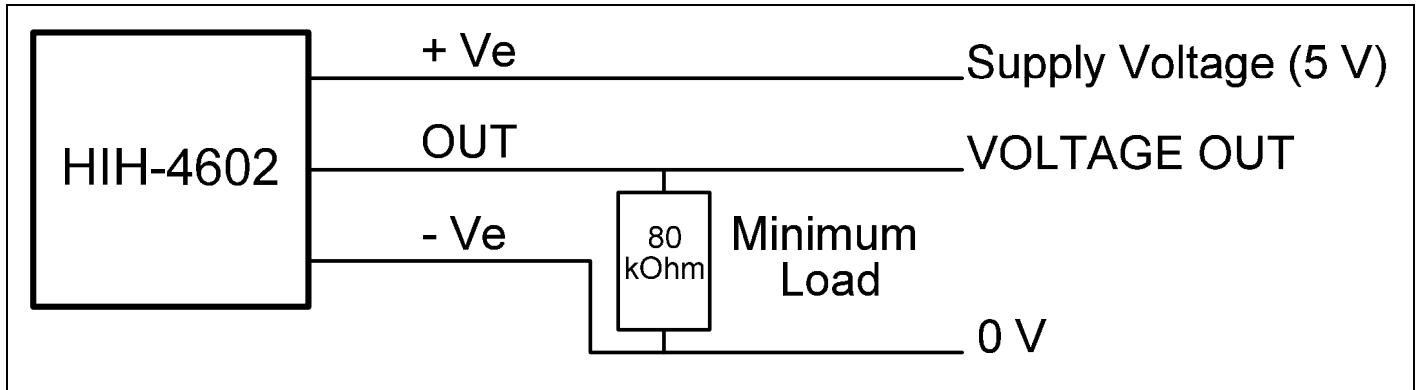 + Ve
Supply Voltage (5 V)
HIH-4602
OUT
VOLTAGE OUT
- Ve
80
kOhm
Minimum
Load
0 V